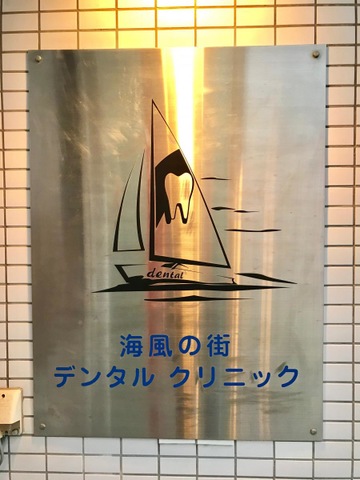 dental
海風の街
デンタル クリニック